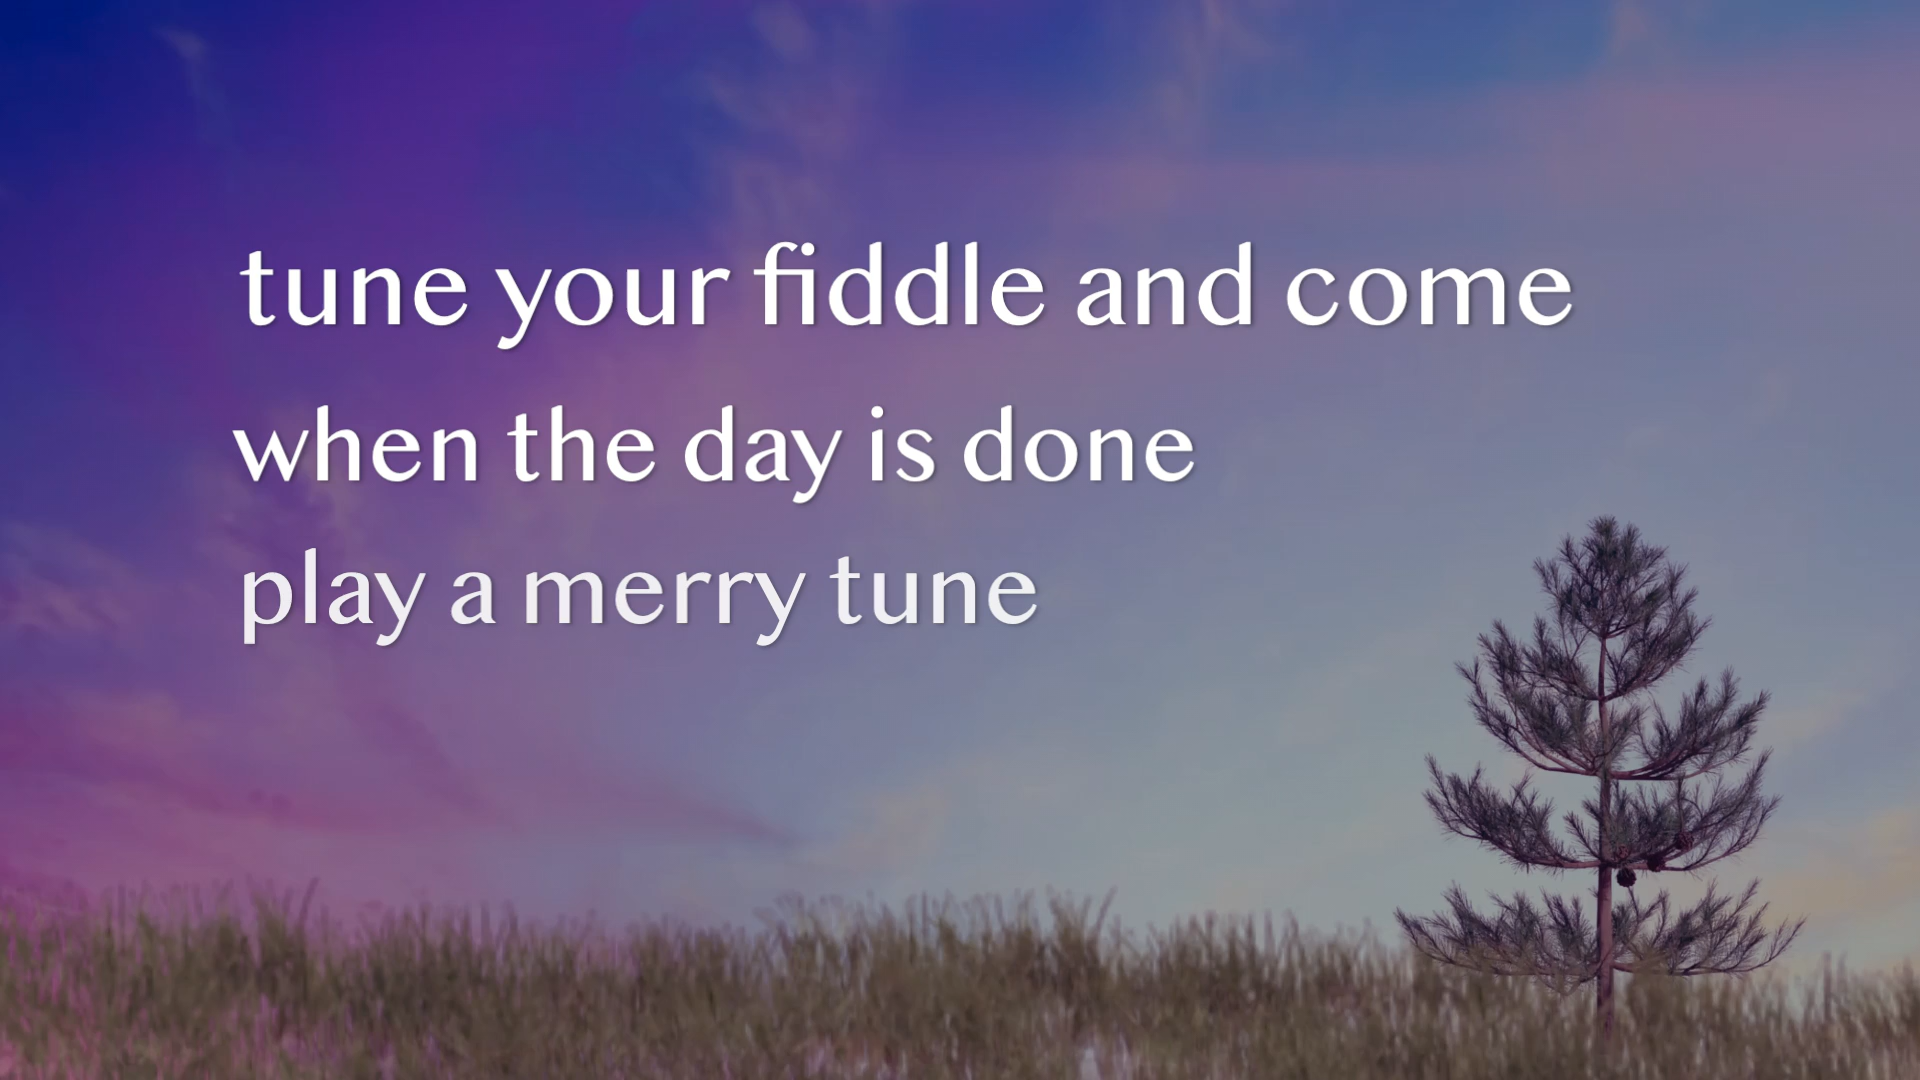 tune your fiddle and come
when the day is done
play a merry tune